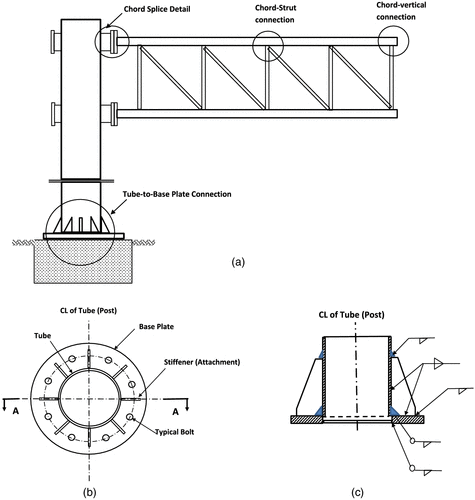 Chord Splice Detail
Chord-Strut
connection
Chord-vertical
connection
Tube-to-Base Plate Connection
(a)
CL of Tube (Post)
Base Plate
Tube
Stiffener (Attachment)
A
A
Typical Bolt
(b)
CL of Tube (Post)
(c)